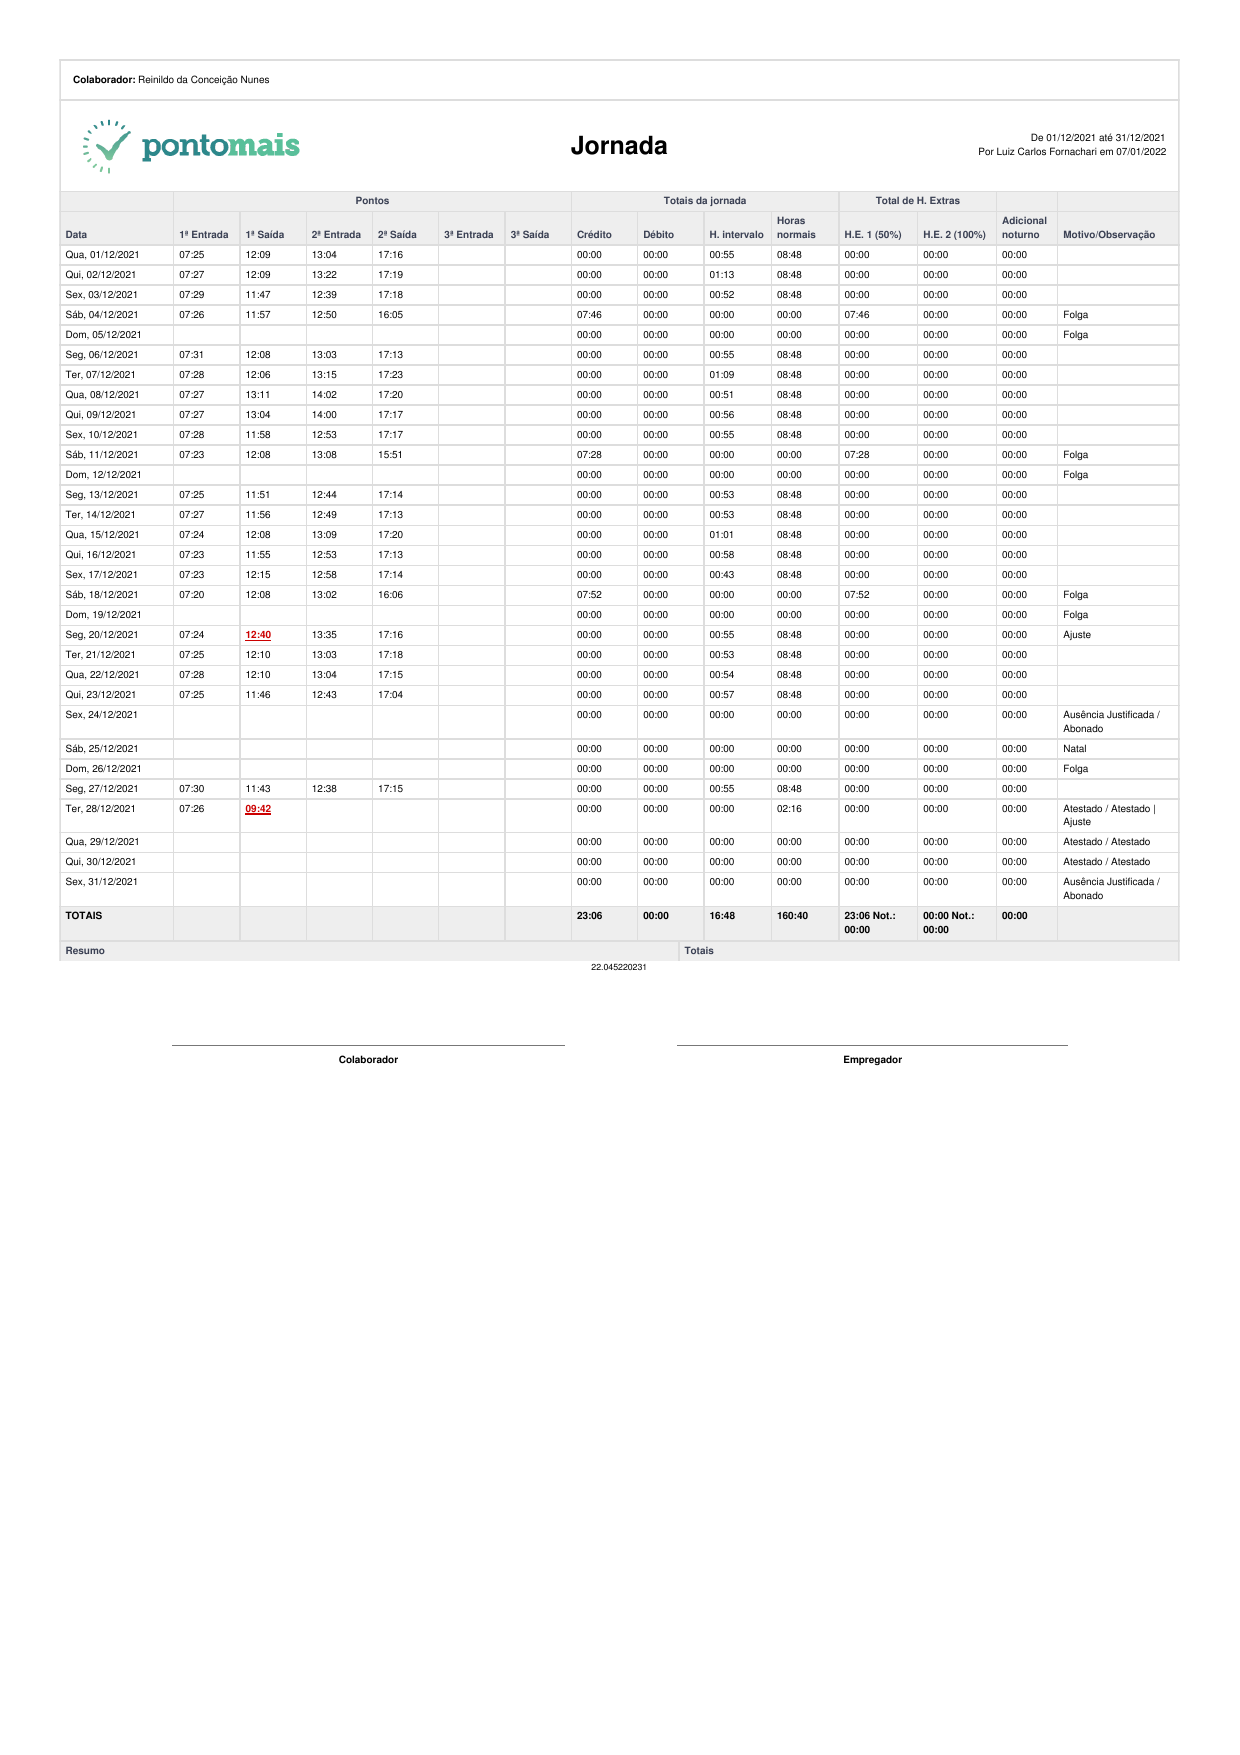 Colaborador: Reinildo da Conceição Nunes
pontomais
Jornada
De 01/12/2021 até 31/12/2021
Por Luiz Carlos Fornachari em 07/01/2022
Pontos Totais da jornada Total de H. Extras
Data 1ª Entrada 1ª Saída 2ª Entrada 2ª Saída 3ª Entrada 3ª Saída Crédito Débito H. intervalo Horas normais H.E. 1 (50%) H.E. 2 (100%) Adicional noturno Motivo/Observação
Qua, 01/12/2021 07:25 12:09 13:04 17:16 00:00 00:00 00:55 08:48 00:00 00:00 00:00
Qui, 02/12/2021 07:27 12:09 13:22 17:19 00:00 00:00 01:13 08:48 00:00 00:00 00:00
Sex, 03/12/2021 07:29 11:47 12:39 17:18 00:00 00:00 00:52 08:48 00:00 00:00 00:00
Sáb, 04/12/2021 07:26 11:57 12:50 16:05 07:46 00:00 00:00 00:00 07:46 00:00 00:00 Folga
Dom, 05/12/2021 00:00 00:00 00:00 00:00 00:00 00:00 00:00 Folga
Seg, 06/12/2021 07:31 12:08 13:03 17:13 00:00 00:00 00:55 08:48 00:00 00:00 00:00
Ter, 07/12/2021 07:28 12:06 13:15 17:23 00:00 00:00 01:09 08:48 00:00 00:00 00:00
Qua, 08/12/2021 07:27 13:11 14:02 17:20 00:00 00:00 00:51 08:48 00:00 00:00 00:00
Qui, 09/12/2021 07:27 13:04 14:00 17:17 00:00 00:00 00:56 08:48 00:00 00:00 00:00
Sex, 10/12/2021 07:28 11:58 12:53 17:17 00:00 00:00 00:55 08:48 00:00 00:00 00:00
Sáb, 11/12/2021 07:23 12:08 13:08 15:51 07:28 00:00 00:00 00:00 07:28 00:00 00:00 Folga
Dom, 12/12/2021 00:00 00:00 00:00 00:00 00:00 00:00 00:00 Folga
Seg, 13/12/2021 07:25 11:51 12:44 17:14 00:00 00:00 00:53 08:48 00:00 00:00 00:00
Ter, 14/12/2021 07:27 11:56 12:49 17:13 00:00 00:00 00:53 08:48 00:00 00:00 00:00
Qua, 15/12/2021 07:24 12:08 13:09 17:20 00:00 00:00 01:01 08:48 00:00 00:00 00:00
Qui, 16/12/2021 07:23 11:55 12:53 17:13 00:00 00:00 00:58 08:48 00:00 00:00 00:00
Sex, 17/12/2021 07:23 12:15 12:58 17:14 00:00 00:00 00:43 08:48 00:00 00:00 00:00
Sáb, 18/12/2021 07:20 12:08 13:02 16:06 07:52 00:00 00:00 00:00 07:52 00:00 00:00 Folga
Dom, 19/12/2021 00:00 00:00 00:00 00:00 00:00 00:00 00:00 Folga
Seg, 20/12/2021 07:24 12:40 13:35 17:16 00:00 00:00 00:55 08:48 00:00 00:00 00:00 Ajuste
Ter, 21/12/2021 07:25 12:10 13:03 17:18 00:00 00:00 00:53 08:48 00:00 00:00 00:00
Qua, 22/12/2021 07:28 12:10 13:04 17:15 00:00 00:00 00:54 08:48 00:00 00:00 00:00
Qui, 23/12/2021 07:25 11:46 12:43 17:04 00:00 00:00 00:57 08:48 00:00 00:00 00:00
Sex, 24/12/2021 00:00 00:00 00:00 00:00 00:00 00:00 00:00 Ausência Justificada /
Abonado
Sáb, 25/12/2021 00:00 00:00 00:00 00:00 00:00 00:00 00:00 Natal
Dom, 26/12/2021 00:00 00:00 00:00 00:00 00:00 00:00 00:00 Folga
Seg, 27/12/2021 07:30 11:43 12:38 17:15 00:00 00:00 00:55 08:48 00:00 00:00 00:00
Ter, 28/12/2021 07:26 09:42 00:00 00:00 00:00 02:16 00:00 00:00 00:00 Atestado / Atestado |
Ajuste
Qua, 29/12/2021 00:00 00:00 00:00 00:00 00:00 00:00 00:00 Atestado / Atestado
Qui, 30/12/2021 00:00 00:00 00:00 00:00 00:00 00:00 00:00 Atestado / Atestado
Sex, 31/12/2021 00:00 00:00 00:00 00:00 00:00 00:00 00:00 Ausência Justificada /
Abonado
TOTAIS 23:06 00:00 16:48 160:40 23:06 Not.: 00:00 Not.: 00:00
00:00 00:00
Resumo Totais
22.045220231
Colaborador Empregador